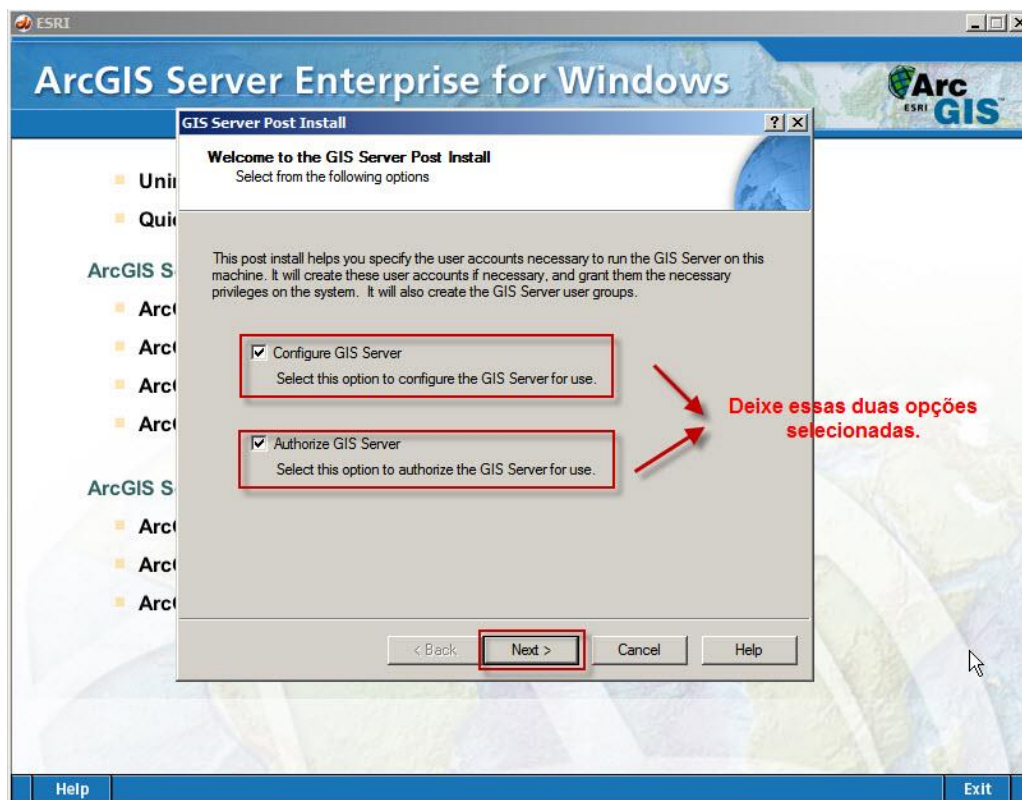 ESRI
ArcGIS Server Enterprise for Windows
Arc
ESRI GIS
GIS Server Post Install
Welcome to the GIS Server Post Install
Select from the following options
This post install helps you specify the user accounts necessary to run the GIS Server on this
machine. It will create these user accounts if necessary, and grant them the necessary
privileges on the system. It will also create the GIS Server user groups.
Configure GIS Server
Select this option to configure the GIS Server for use.
Authorize GIS Server
Select this option to authorize the GIS Server for use.
Deixe essas duas opções
selecionadas.
< Back
Next >
Cancel
Help
ArcGIS S
ArcGIS S
Help
Exit